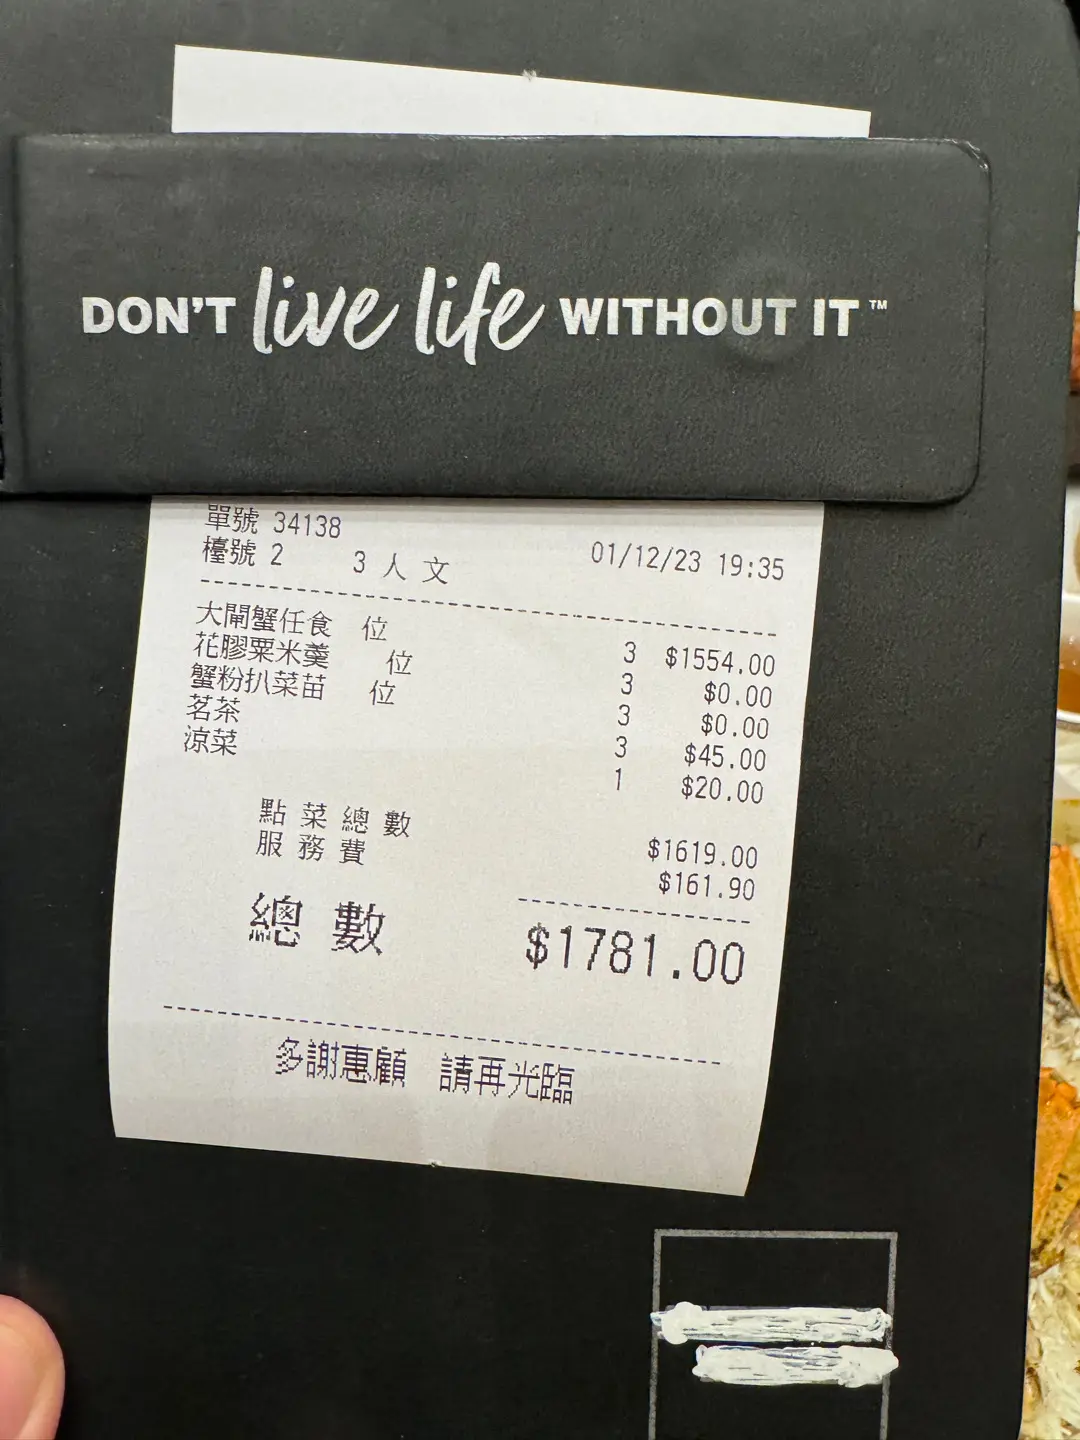 DON'T live life WITHOUT IT™
單號 34138
檯號 2 3 人 文 01/12/23 19:35
大閘蟹任食 位 3 $1554.00
花膠粟米羹 位 3 $0.00
蟹粉扒菜苗 位 3 $0.00
茗茶 3 $45.00
涼菜 1 $20.00
點菜總數 $1619.00
服務費 $161.90
總數 $1781.00
多謝惠顧 請再光臨